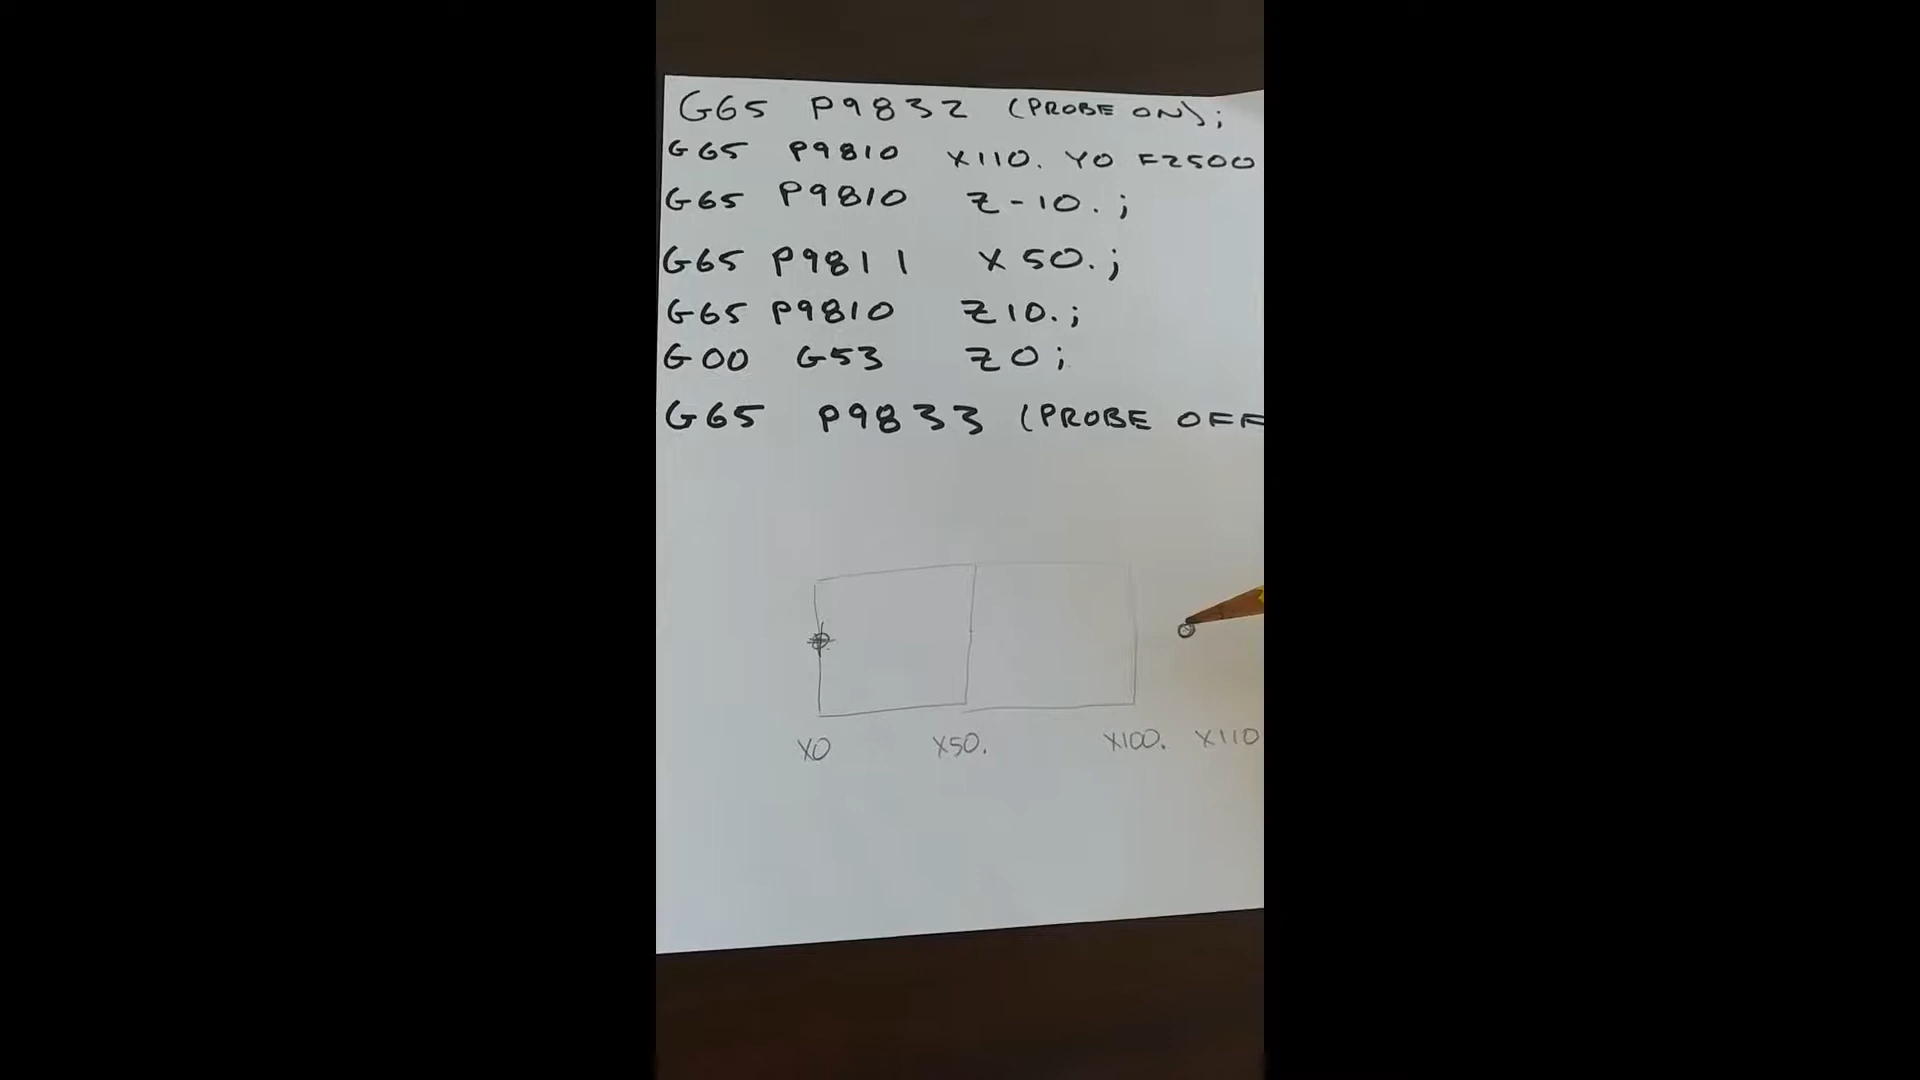 G65 P9832 (PROBE ON);
G65 P9810 X110. Y0 F2500
G65 P9810 Z-10.;
G65 P9811 X50.;
G65 P9810 Z10.;
G00 G53 Z0;
G65 P9833 (PROBE OFF
X0 X50. X100. X110